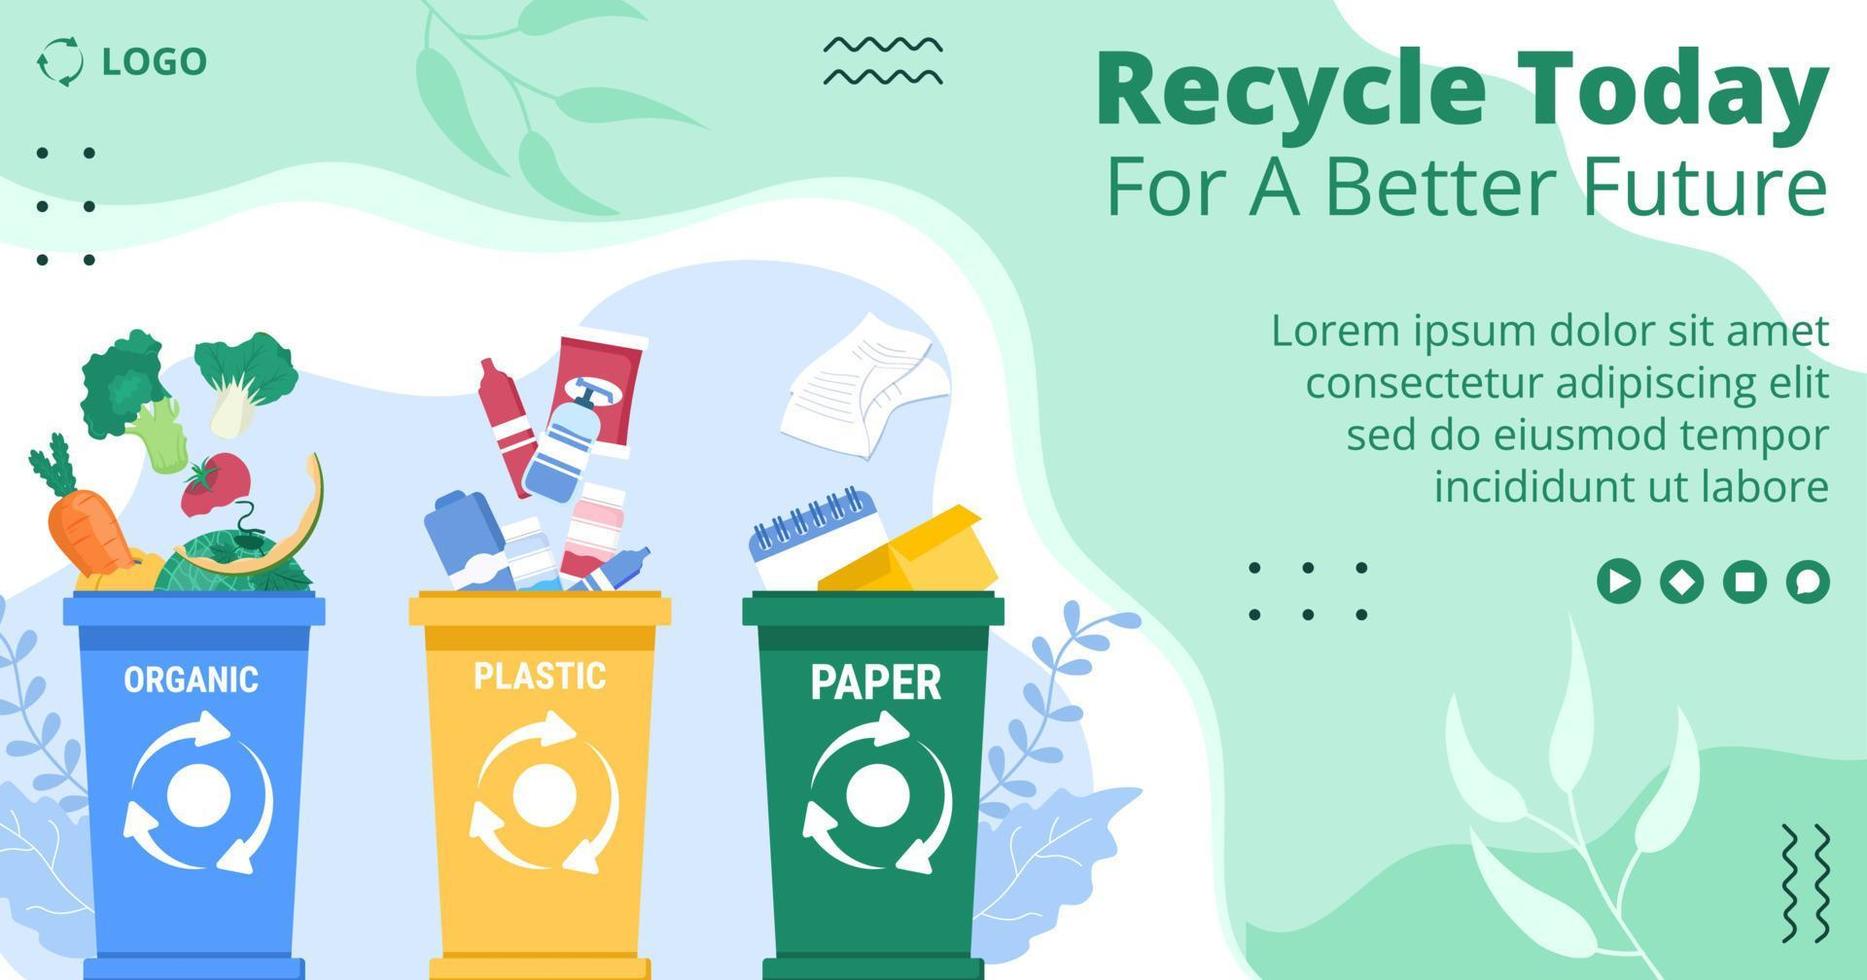 LOGO
Recycle Today
For A Better Future
Lorem ipsum dolor sit amet
consectetur adipiscing elit
sed do eiusmod tempor
incididunt ut labore
ORGANIC
PLASTIC
PAPER